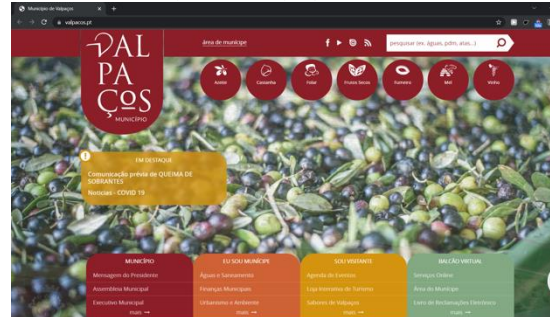 Município de Valpaços
valpacos.pt
VAL
PA
ÇOS
MUNICÍPIO
área de munícipe
pesquisar (ex. águas, pdm, atas...)
Azeite
Castanha
Folar
Frutos Secos
Fumeiro
Mel
Vinho
EM DESTAQUE
Comunicação prévia de QUEIMA DE
SOBRANTES
Notícias - COVID 19
MUNICÍPIO
Mensagem do Presidente
Assembleia Municipal
Executivo Municipal
mais →
EU SOU MUNÍCIPE
Águas e Saneamento
Finanças Municipais
Urbanismo e Ambiente
mais →
SOU VISITANTE
Agenda de Eventos
Loja Interativa de Turismo
Sabores de Valpaços
mais →
BALCÃO VIRTUAL
Serviços Online
Área do Munícipe
Livro de Reclamações Eletrónico
mais →